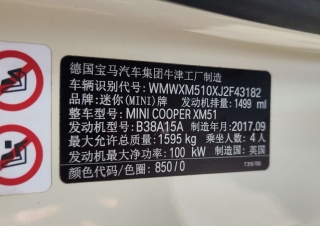 德国宝马汽车集团牛津工厂制造
车辆识别代号: WMWXM510XJ2F43182
品牌: 迷你(MINI)牌 发动机排量: 1499 ml
整车型号: MINI COOPER XM51
发动机型号: B38A15A 制造年月: 2017.09
最大允许总质量: 1595 kg 乘坐人数: 4 人
发动机最大净功率: 100 kW 制造国: 英国
颜色代码/色圈: 850/0